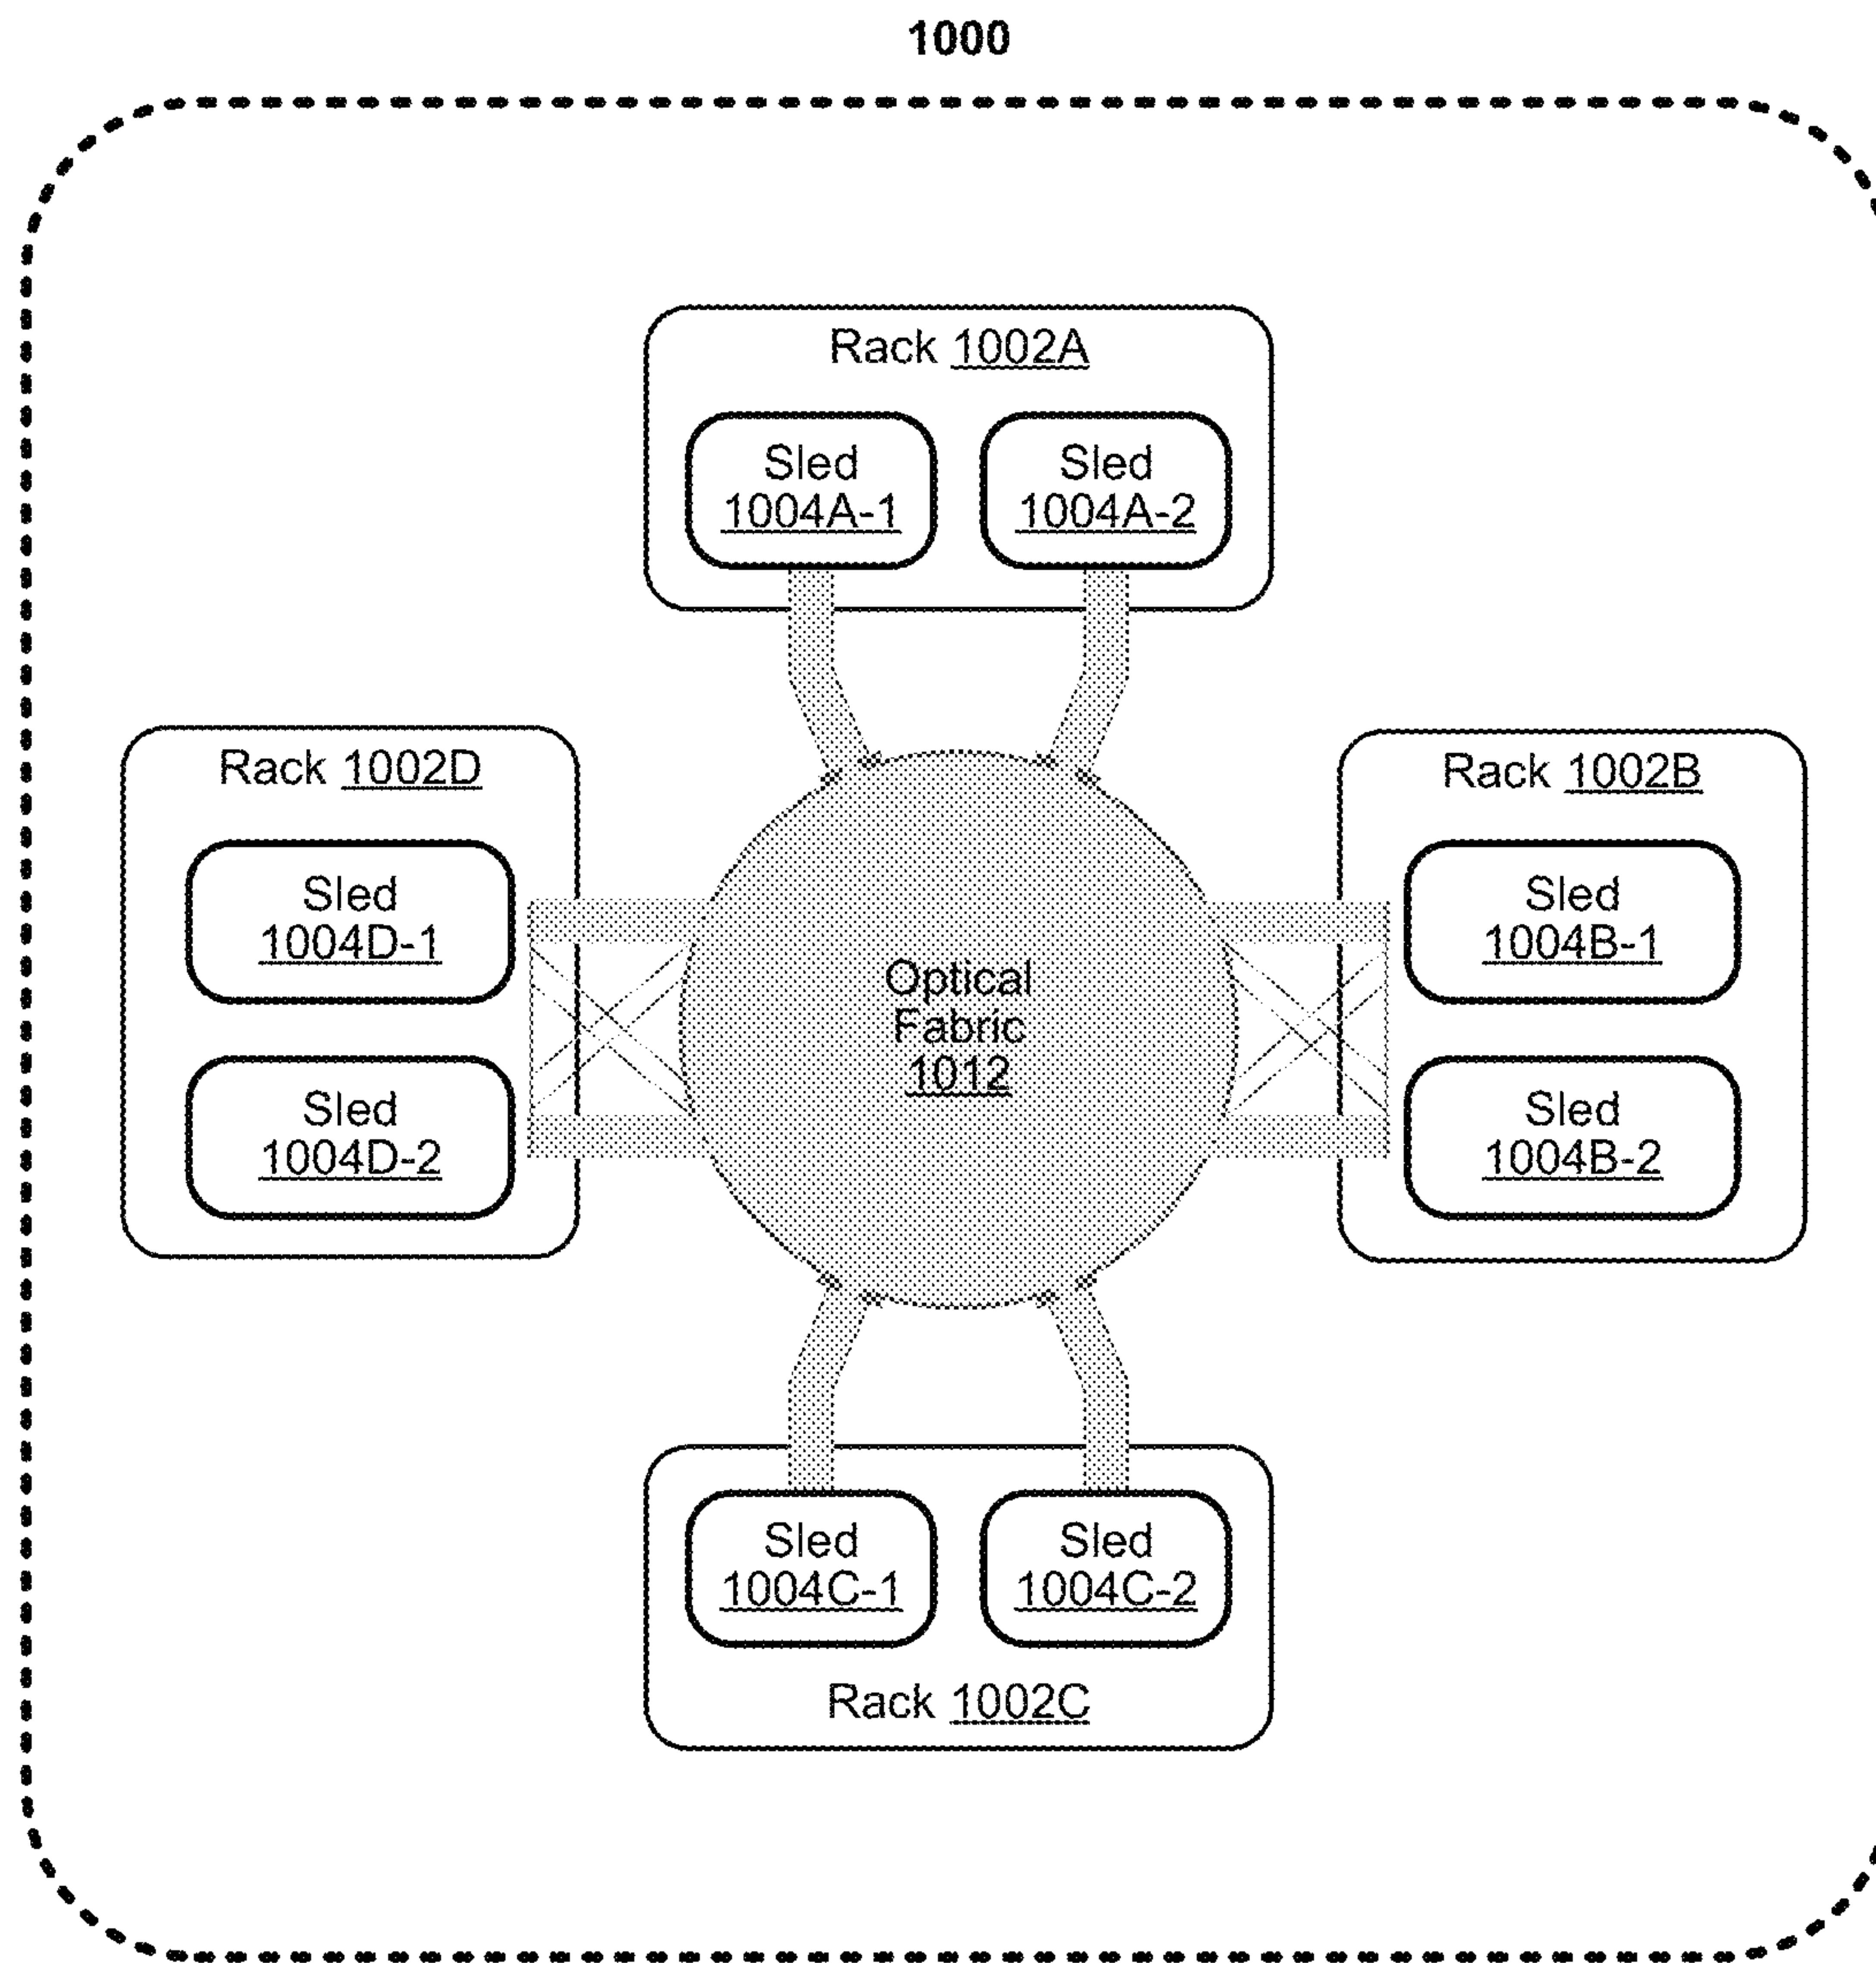 1000
Rack 1002A
Sled
1004A-1
Sled
1004A-2
Rack 1002D
Sled
1004D-1
Sled
1004D-2
Optical
Fabric
1012
Rack 1002B
Sled
1004B-1
Sled
1004B-2
Sled
1004C-1
Sled
1004C-2
Rack 1002C